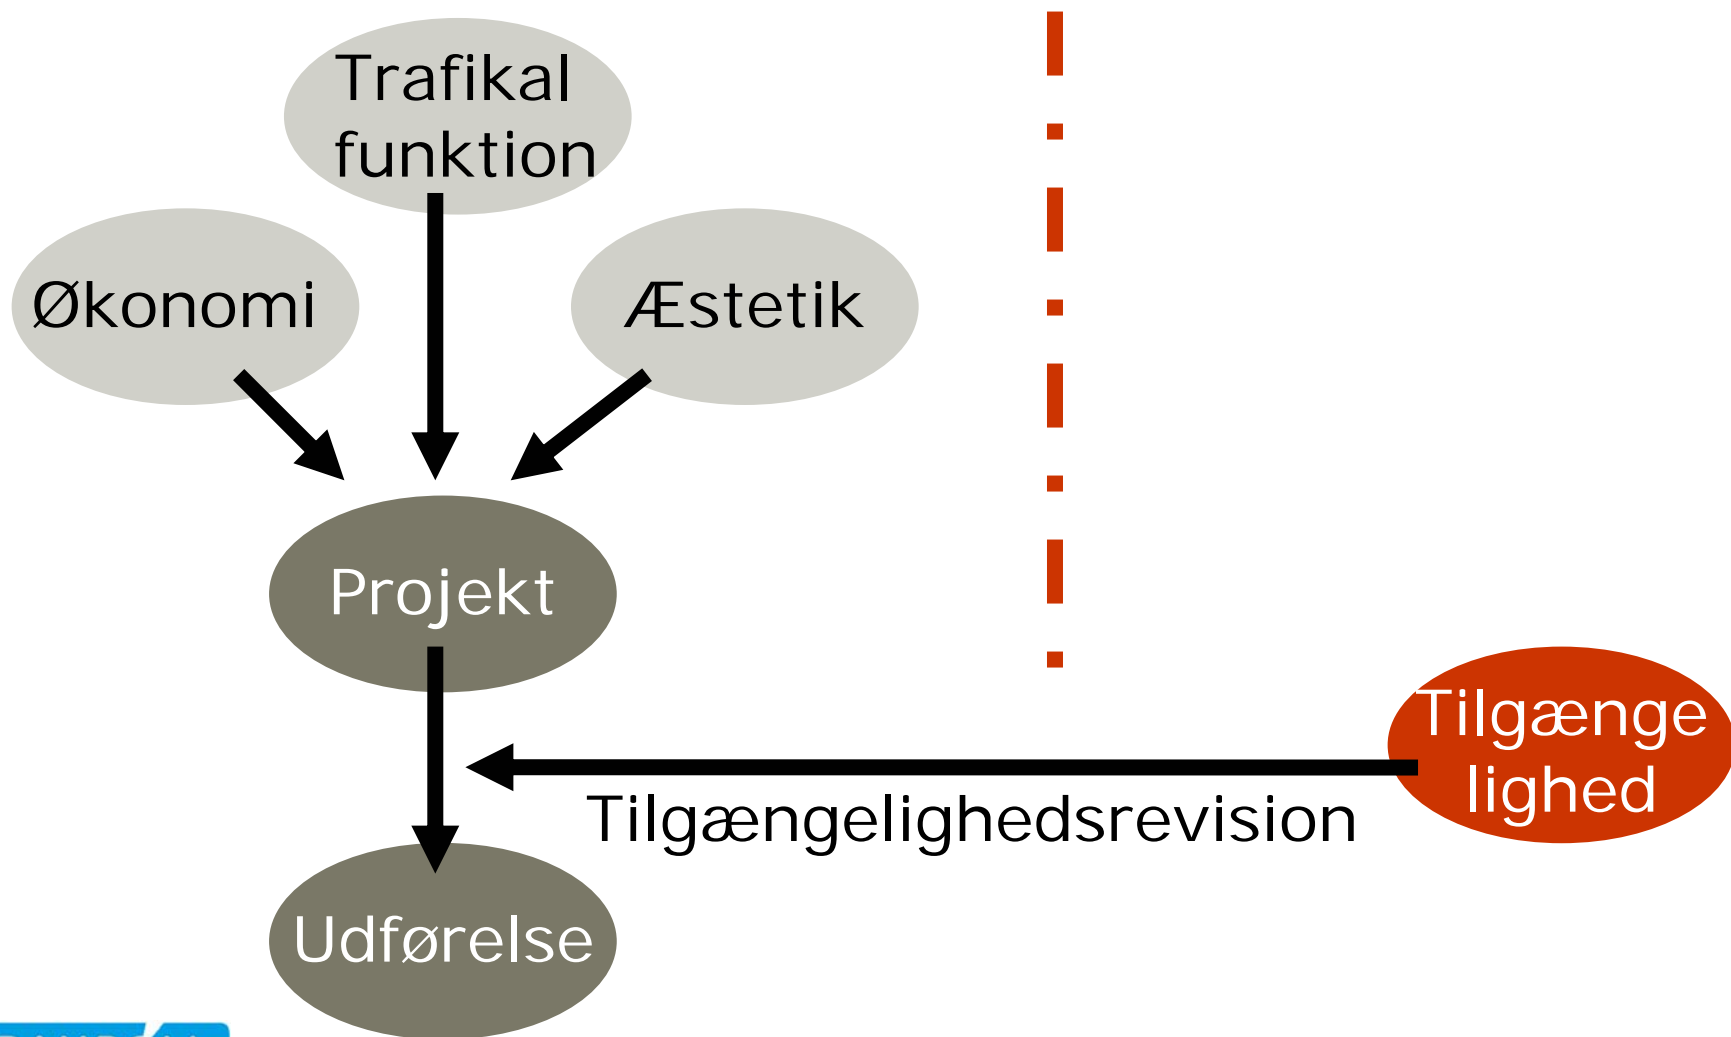 Trafikal
funktion
Økonomi
Æstetik
Projekt
Tilgænge
lighed
Tilgængelighedsrevision
Udførelse